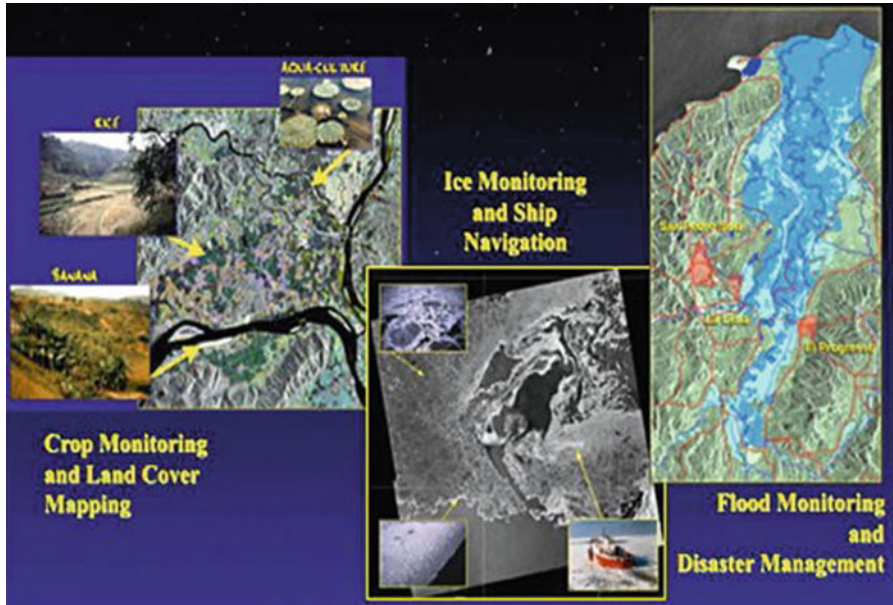 AQUA-CULTURE
RICE
BANANA
Crop Monitoring
and Land Cover
Mapping
Ice Monitoring
and Ship
Navigation
La Lima
El Progreso
Flood Monitoring
and
Disaster Management